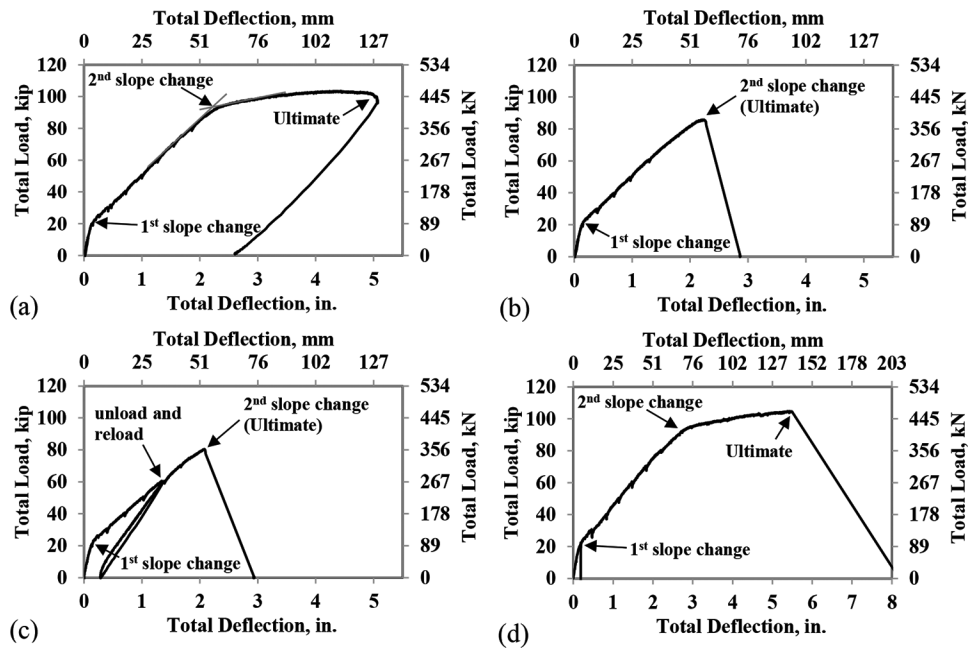 Total Deflection, mm
0 25 51 76 102 127
120 100 80 60 40 20 0
Total Load, kip
534 445 356 267 178 89 0
Total Load, kN
2nd slope change
Ultimate
1st slope change
0 1 2 3 4 5
Total Deflection, in.
(a)
Total Deflection, mm
0 25 51 76 102 127
120 100 80 60 40 20 0
Total Load, kip
534 445 356 267 178 89 0
Total Load, kN
2nd slope change
(Ultimate)
1st slope change
0 1 2 3 4 5
Total Deflection, in.
(b)
Total Deflection, mm
0 25 51 76 102 127
120 100 80 60 40 20 0
Total Load, kip
534 445 356 267 178 89 0
Total Load, kN
unload and
reload
2nd slope change
(Ultimate)
1st slope change
0 1 2 3 4 5
Total Deflection, in.
(c)
Total Deflection, mm
0 25 51 76 102 127 152 178 203
120 100 80 60 40 20 0
Total Load, kip
534 445 356 267 178 89 0
Total Load, kN
2nd slope change
Ultimate
1st slope change
0 1 2 3 4 5 6 7 8
Total Deflection, in.
(d)